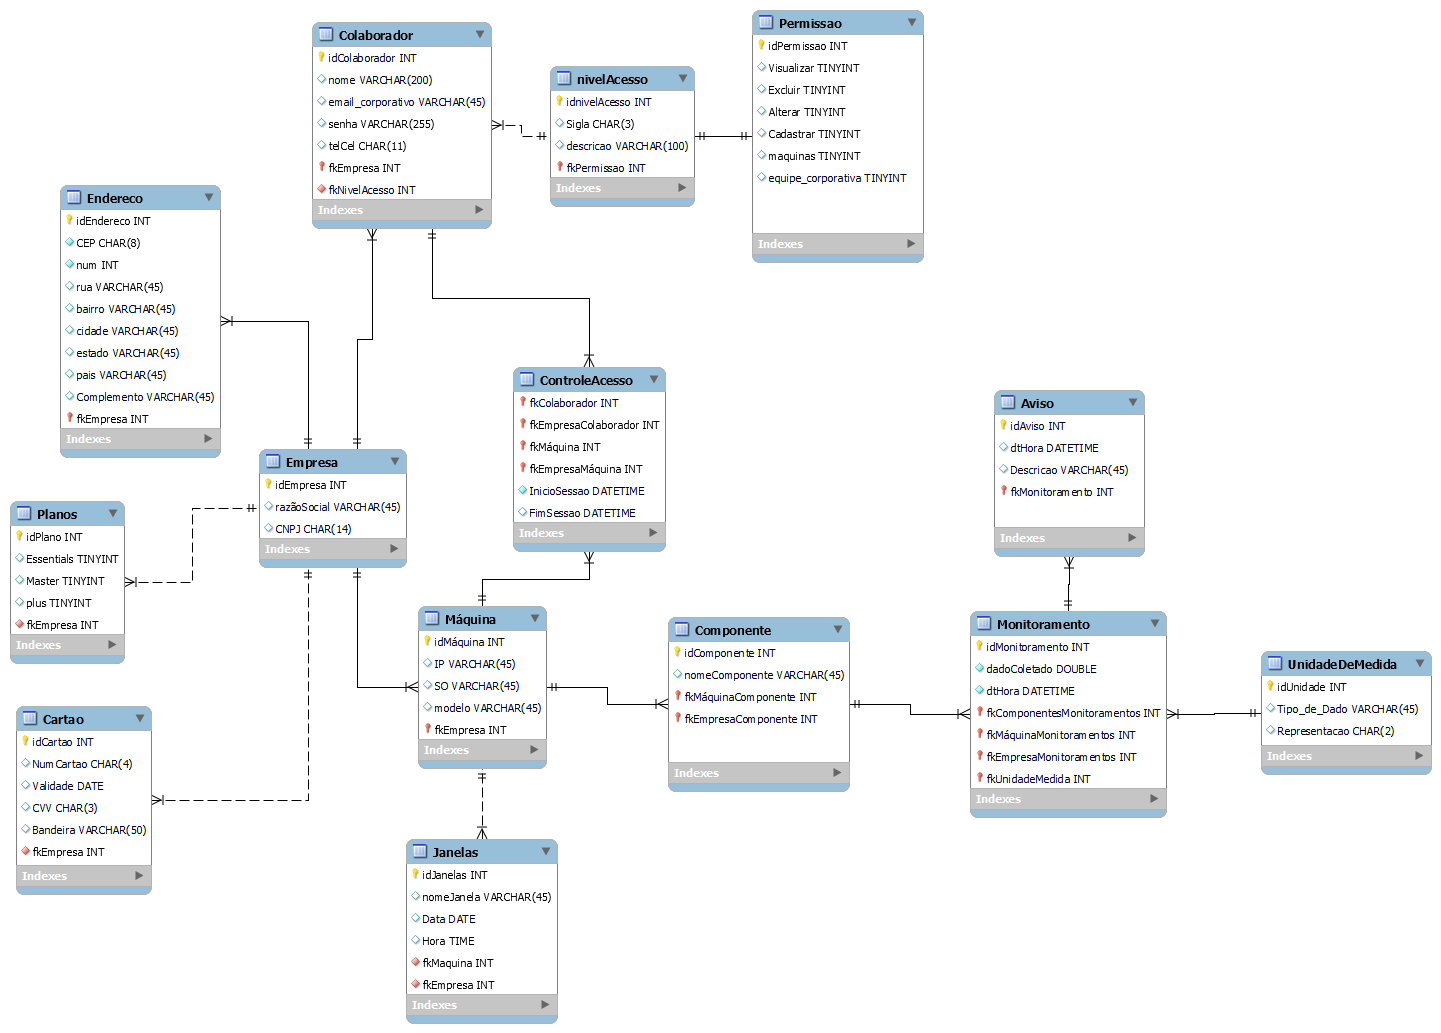 Colaborador
idColaborador INT
nome VARCHAR(200)
email_corporativo VARCHAR(45)
senha VARCHAR(255)
telCel CHAR(11)
fkEmpresa INT
fkNivelAcesso INT
Indexes
nivelAcesso
idnivelAcesso INT
Sigla CHAR(3)
descricao VARCHAR(100)
fkPermissao INT
Indexes
Permissao
idPermissao INT
Visualizar TINYINT
Excluir TINYINT
Alterar TINYINT
Cadastrar TINYINT
maquinas TINYINT
equipe_corporativa TINYINT
Indexes
Endereco
idEndereco INT
CEP CHAR(8)
num INT
rua VARCHAR(45)
bairro VARCHAR(45)
cidade VARCHAR(45)
estado VARCHAR(45)
pais VARCHAR(45)
Complemento VARCHAR(45)
fkEmpresa INT
Indexes
ControleAcesso
fkColaborador INT
fkEmpresaColaborador INT
fkMáquina INT
fkEmpresaMáquina INT
InicioSessao DATETIME
FimSessao DATETIME
Indexes
Aviso
idAviso INT
dtHora DATETIME
Descricao VARCHAR(45)
fkMonitoramento INT
Indexes
Empresa
idEmpresa INT
razãoSocial VARCHAR(45)
CNPJ CHAR(14)
Indexes
Planos
idPlano INT
Essentials TINYINT
Master TINYINT
plus TINYINT
fkEmpresa INT
Indexes
Máquina
idMáquina INT
IP VARCHAR(45)
SO VARCHAR(45)
modelo VARCHAR(45)
fkEmpresa INT
Indexes
Componente
idComponente INT
nomeComponente VARCHAR(45)
fkMáquinaComponente INT
fkEmpresaComponente INT
Indexes
Monitoramento
idMonitoramento INT
dadoColetado DOUBLE
dtHora DATETIME
fkComponentesMonitoramentos INT
fkMáquinaMonitoramentos INT
fkEmpresaMonitoramentos INT
fkUnidadeMedida INT
Indexes
UnidadeDeMedida
idUnidade INT
Tipo_de_Dado VARCHAR(45)
Representacao CHAR(2)
Indexes
Cartao
idCartao INT
NumCartao CHAR(4)
Validade DATE
CVV CHAR(3)
Bandeira VARCHAR(50)
fkEmpresa INT
Indexes
Janelas
idJanelas INT
nomeJanela VARCHAR(45)
Data DATE
Hora TIME
fkMaquina INT
fkEmpresa INT
Indexes